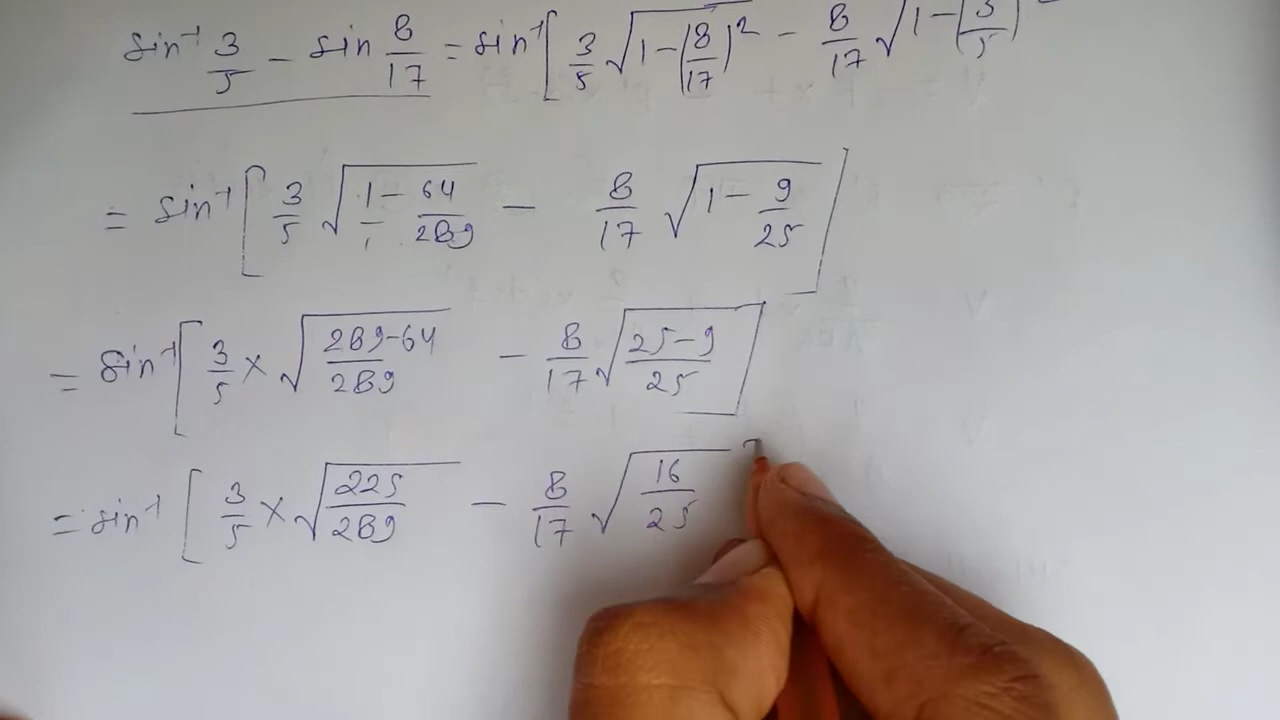 sin⁻¹ 3/5 - sin 8/17 = sin⁻¹[3/5 √(1-(8/17)²) - 8/17 √(1-(3/5)²)
= sin⁻¹[3/5 √(1 - 64/289) - 8/17 √(1 - 9/25)]
= sin⁻¹[3/5 × √((289-64)/289) - 8/17 √((25-9)/25)]
= sin⁻¹[3/5 × √(225/289) - 8/17 √(16/25)